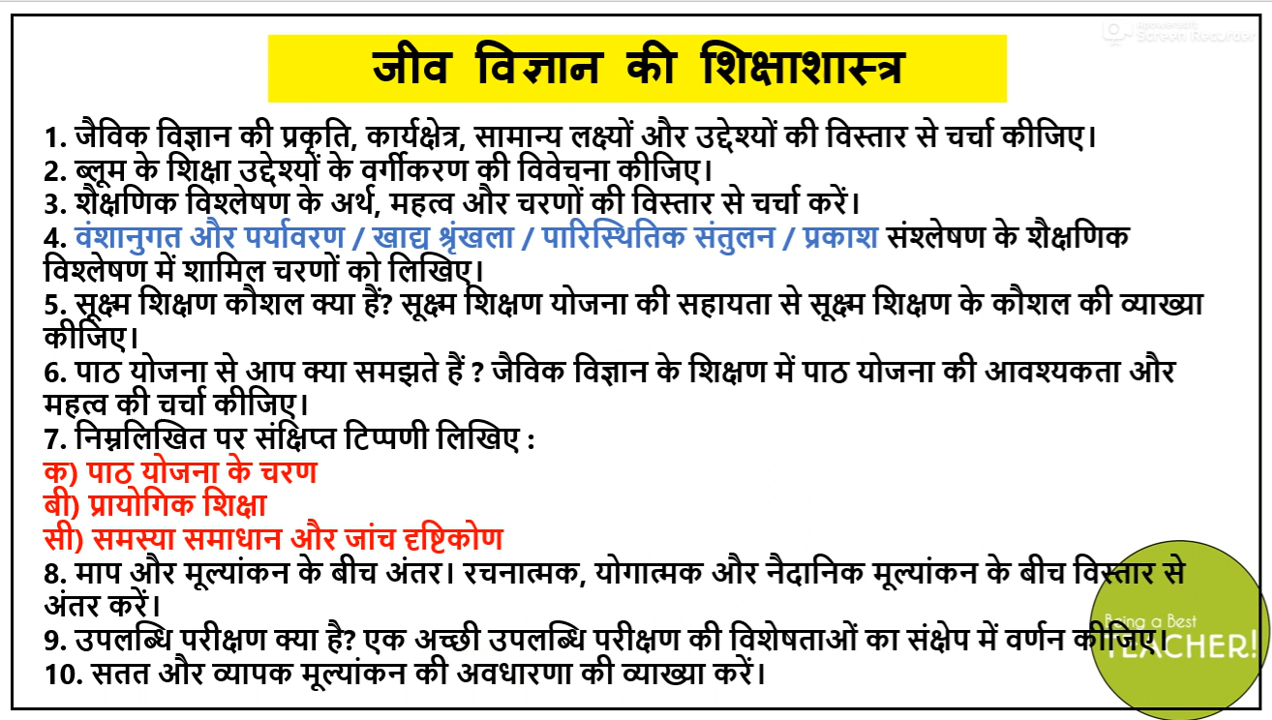 Apowersoft
Screen Recorder
जीव विज्ञान की शिक्षाशास्त्र
1. जैविक विज्ञान की प्रकृति, कार्यक्षेत्र, सामान्य लक्ष्यों और उद्देश्यों की विस्तार से चर्चा कीजिए।
2. ब्लूम के शिक्षा उद्देश्यों के वर्गीकरण की विवेचना कीजिए।
3. शैक्षणिक विश्लेषण के अर्थ, महत्व और चरणों की विस्तार से चर्चा करें।
4. वंशानुगत और पर्यावरण / खाद्य श्रृंखला / पारिस्थितिक संतुलन / प्रकाश संश्लेषण के शैक्षणिक
विश्लेषण में शामिल चरणों को लिखिए।
5. सूक्ष्म शिक्षण कौशल क्या हैं? सूक्ष्म शिक्षण योजना की सहायता से सूक्ष्म शिक्षण के कौशल की व्याख्या
कीजिए।
6. पाठ योजना से आप क्या समझते हैं ? जैविक विज्ञान के शिक्षण में पाठ योजना की आवश्यकता और
महत्व की चर्चा कीजिए।
7. निम्नलिखित पर संक्षिप्त टिप्पणी लिखिए :
क) पाठ योजना के चरण
बी) प्रायोगिक शिक्षा
सी) समस्या समाधान और जांच दृष्टिकोण
8. माप और मूल्यांकन के बीच अंतर। रचनात्मक, योगात्मक और नैदानिक मूल्यांकन के बीच विस्तार से
अंतर करें।
9. उपलब्धि परीक्षण क्या है? एक अच्छी उपलब्धि परीक्षण की विशेषताओं का संक्षेप में वर्णन कीजिए।
10. सतत और व्यापक मूल्यांकन की अवधारणा की व्याख्या करें।
Being a Best
TEACHER!